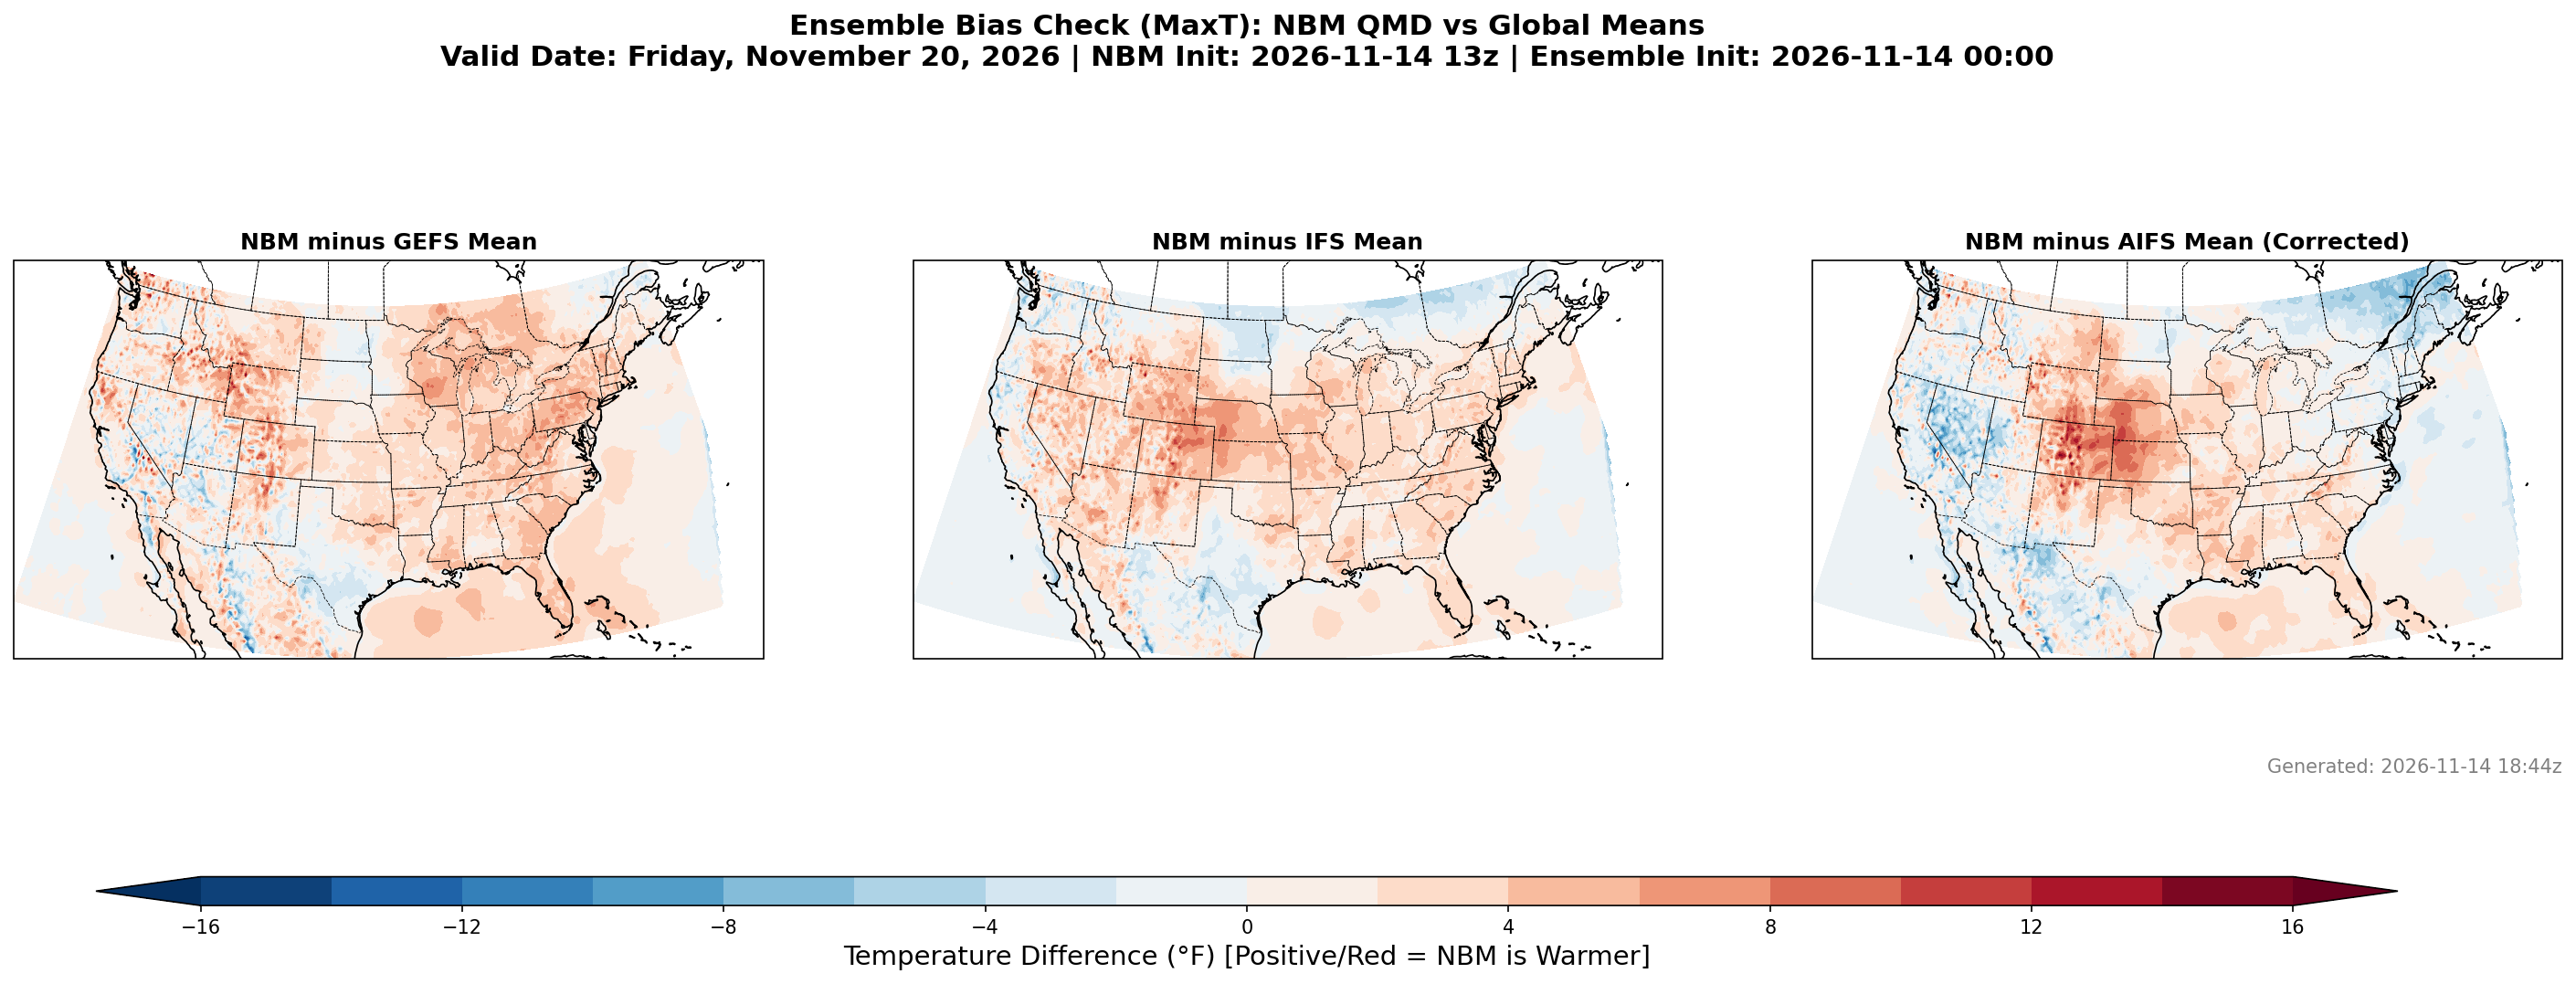 Ensemble Bias Check (MaxT): NBM QMD vs Global Means
Valid Date: Friday, November 20, 2026 | NBM Init: 2026-11-14 13z | Ensemble Init: 2026-11-14 00:00
NBM minus GEFS Mean
NBM minus IFS Mean
NBM minus AIFS Mean (Corrected)
Generated: 2026-11-14 18:44z
−16 −12 −8 −4 0 4 8 12 16
Temperature Difference (°F) [Positive/Red = NBM is Warmer]